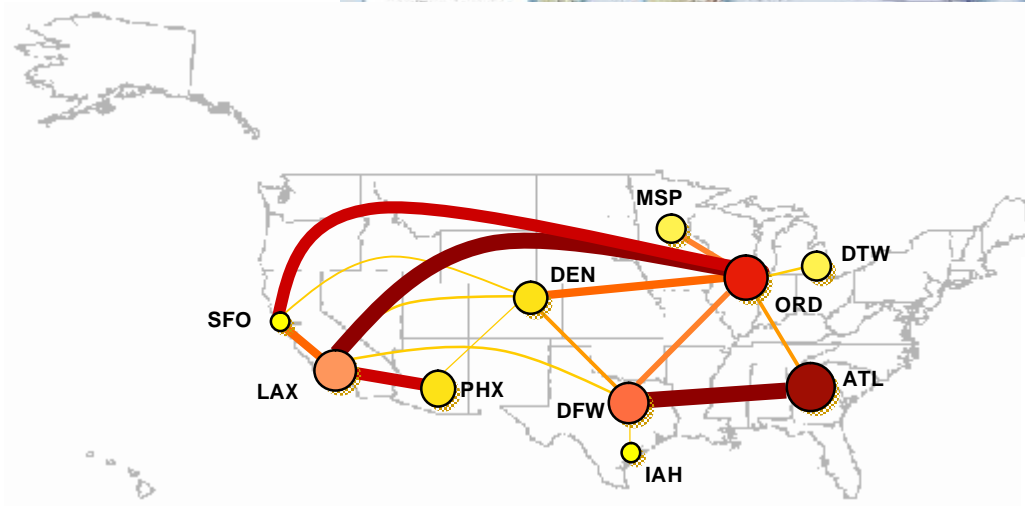 MSP
DTW
DEN
ORD
SFO
LAX
PHX
ATL
DFW
IAH